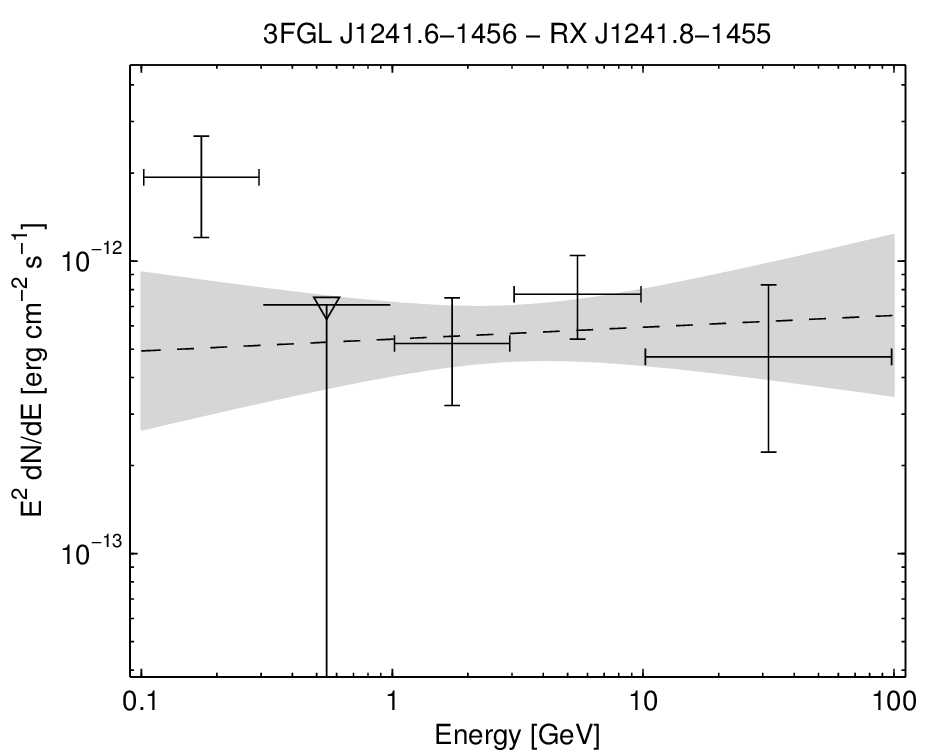 3FGL J1241.6−1456 − RX J1241.8−1455
E² dN/dE [erg cm⁻² s⁻¹]
10⁻¹²
10⁻¹³
0.1 1 10 100
Energy [GeV]